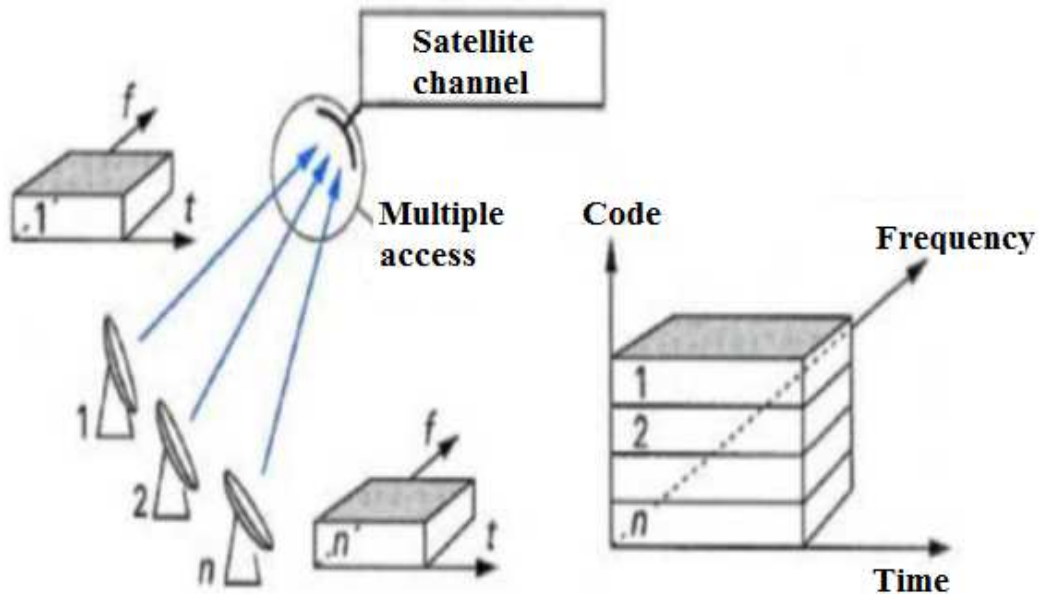 Satellite
channel
f
.1´
t
Multiple
access
Code
Frequency
1
2
n
f
.n´
t
1
2
.n
Time